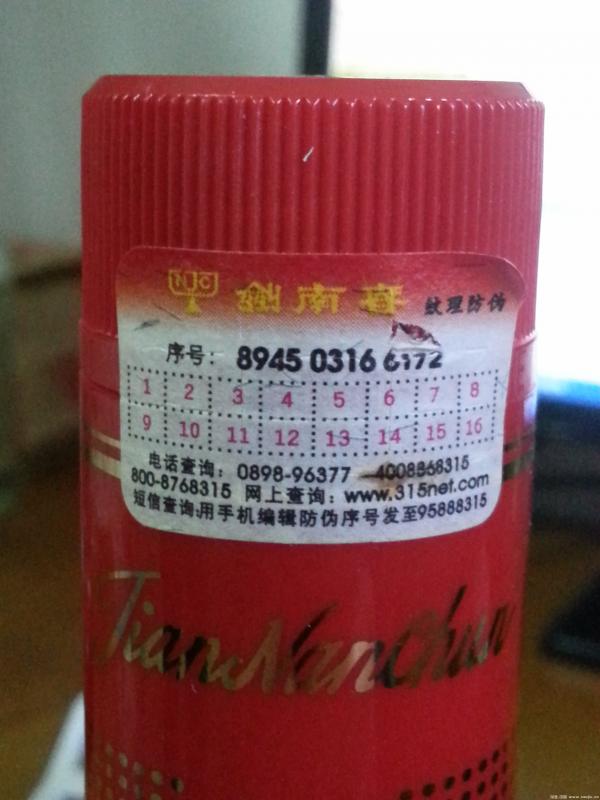 NC 剑南春 纹理防伪
序号: 8945 0316 6172
1 2 3 4 5 6 7 8
9 10 11 12 13 14 15 16
电话查询: 0898-96377 4008868315
800-8768315 网上查询: www.315net.com
短信查询:用手机编辑防伪序号发至95888315
JianNanChun